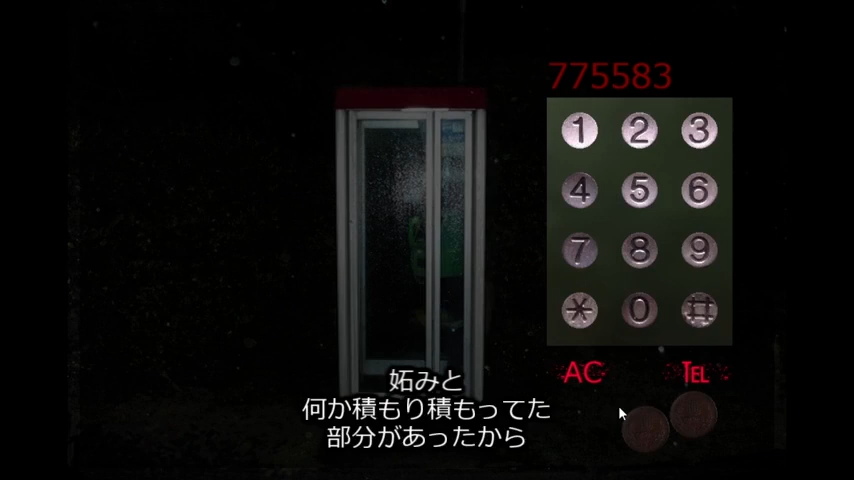 775583
1 2 3
4 5 6
7 8 9
* 0 #
AC TEL
妬みと
何か積もり積もってた
部分があったから